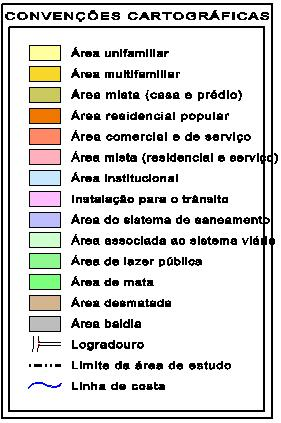 CONVENÇÕES CARTOGRÁFICAS
Área unifamiliar
Área multifamiliar
Área mista (casa e prédio)
Área residencial popular
Área comercial e de serviço
Área mista (residencial e serviço)
Área institucional
Instalação para o trânsito
Área do sistema de saneamento
Área associada ao sistema viário
Área de lazer pública
Área de mata
Área desmatada
Área baldia
Logradouro
Limite da área de estudo
Linha de costa